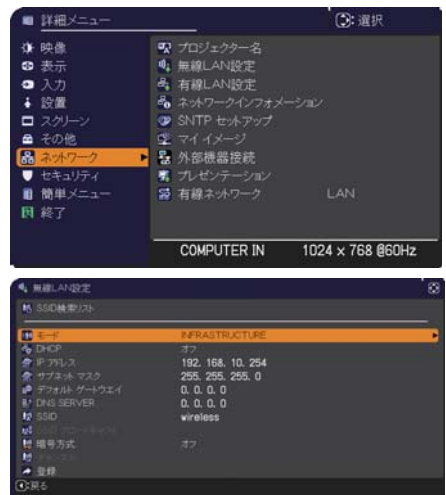 詳細メニュー
:選択
映像
表示
入力
設置
スクリーン
その他
ネットワーク
セキュリティ
簡単メニュー
終了
プロジェクター名
無線LAN設定
有線LAN設定
ネットワークインフォメーション
SNTP セットアップ
マイ イメージ
外部機器接続
プレゼンテーション
有線ネットワーク LAN
COMPUTER IN 1024 × 768 @60Hz
無線LAN設定
SSID検索リスト
モード INFRASTRUCTURE
DHCP オフ
IP アドレス 192. 168. 10. 254
サブネット マスク 255. 255. 255. 0
デフォルト ゲートウエイ 0. 0. 0. 0
DNS SERVER 0. 0. 0. 0
SSID wireless
暗号方式 オフ
登録
:戻る